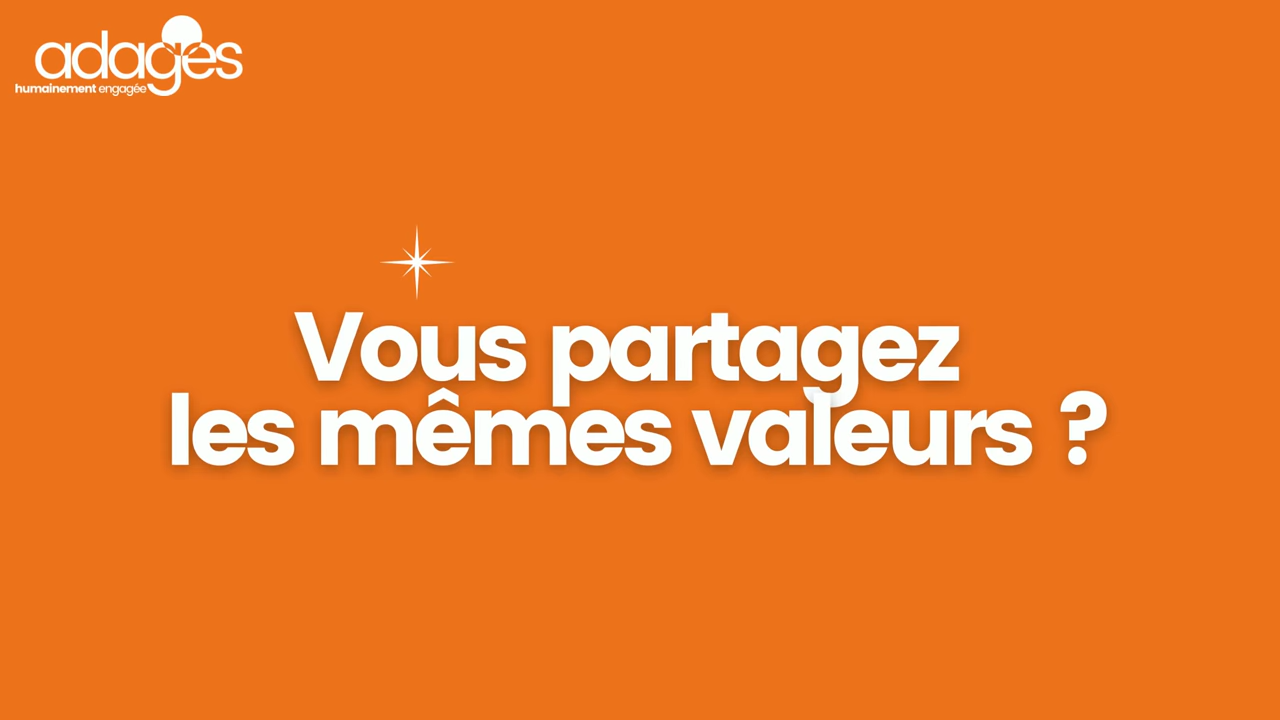 adages
humainement engagée
Vous partagez
les mêmes valeurs ?